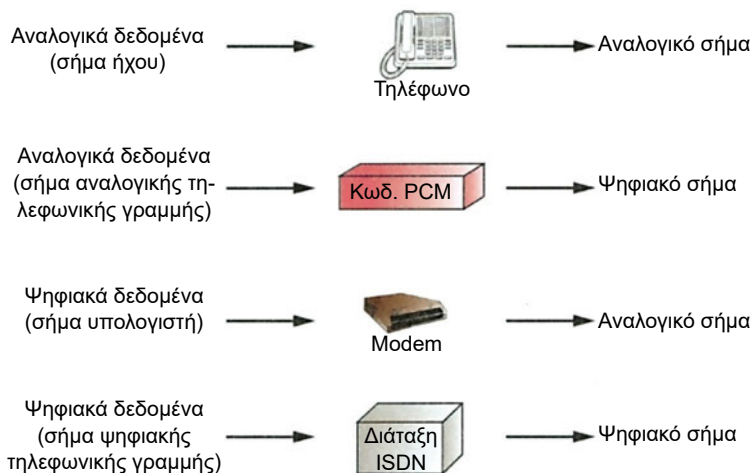 Αναλογικά δεδομένα
(σήμα ήχου)
Τηλέφωνο
Αναλογικό σήμα
Αναλογικά δεδομένα
(σήμα αναλογικής τη-
λεφωνικής γραμμής)
Κωδ. PCM
Ψηφιακό σήμα
Ψηφιακά δεδομένα
(σήμα υπολογιστή)
Modem
Αναλογικό σήμα
Ψηφιακά δεδομένα
(σήμα ψηφιακής
τηλεφωνικής γραμμής)
Διάταξη
ISDN
Ψηφιακό σήμα